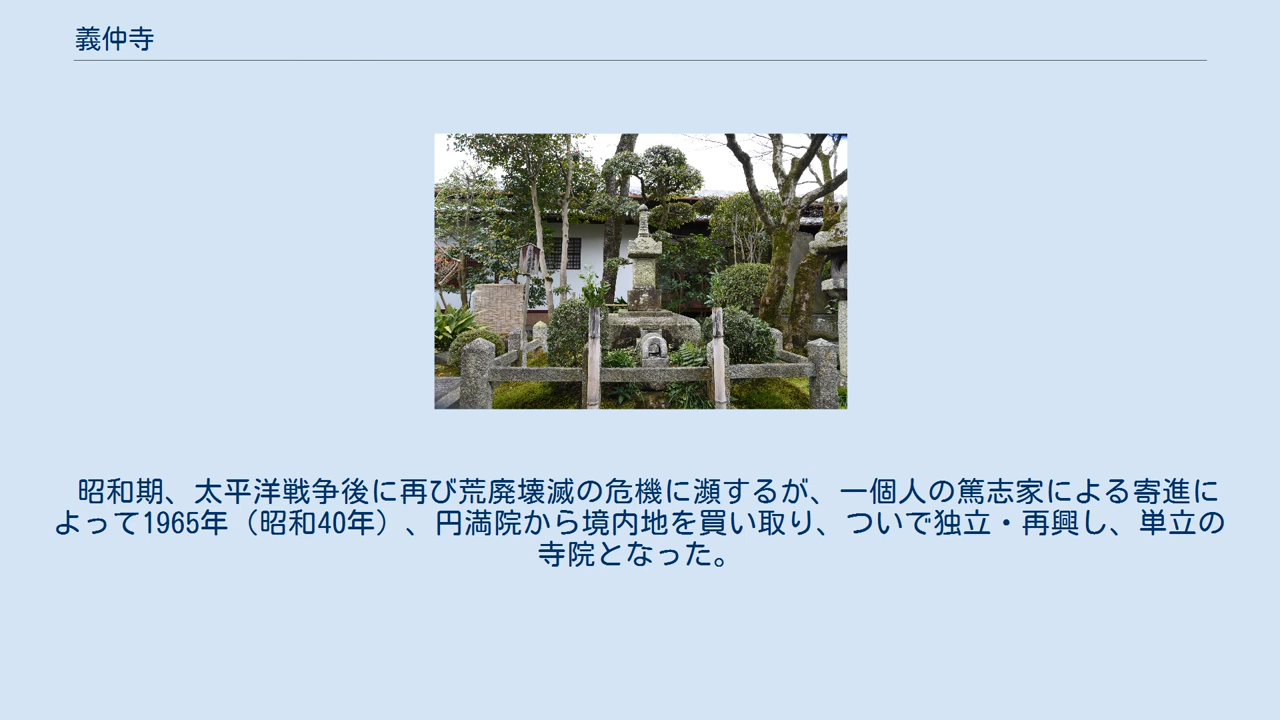 義仲寺
昭和期、太平洋戦争後に再び荒廃壊滅の危機に瀕するが、一個人の篤志家による寄進に
よって1965年（昭和40年）、円満院から境内地を買い取り、ついで独立・再興し、単立の
寺院となった。